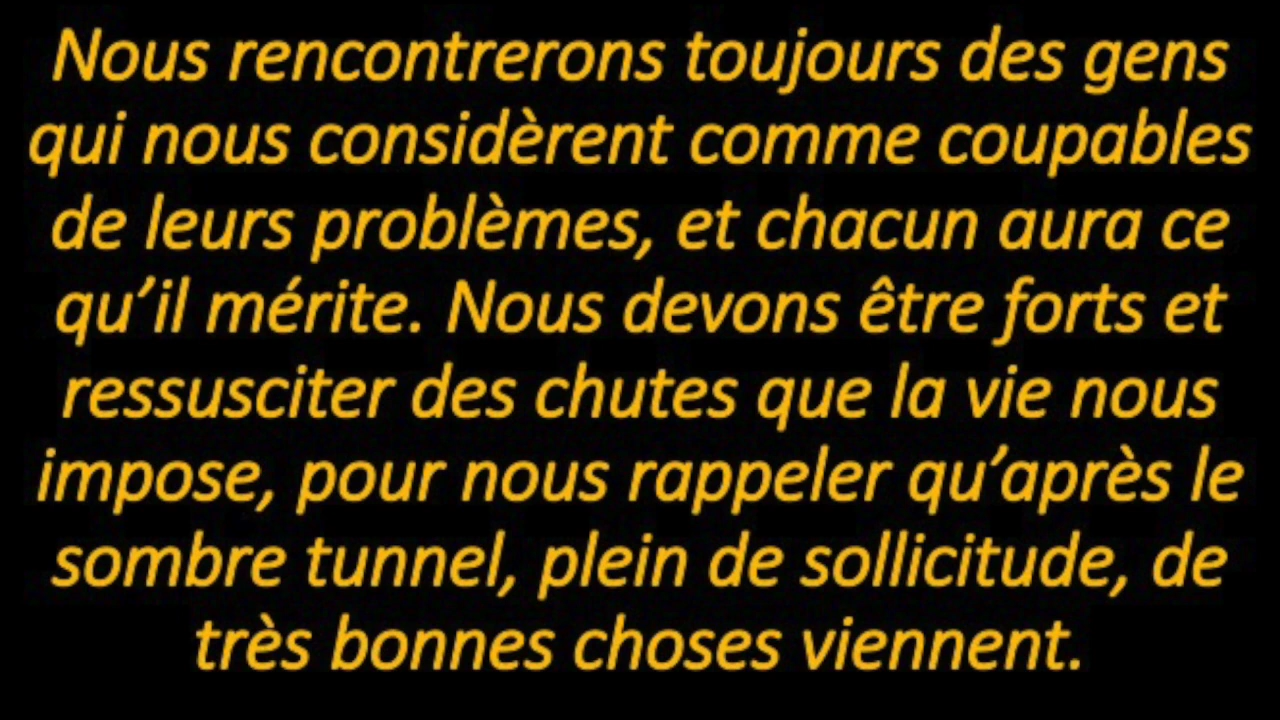 Nous rencontrerons toujours des gens
qui nous considèrent comme coupables
de leurs problèmes, et chacun aura ce
qu’il mérite. Nous devons être forts et
ressusciter des chutes que la vie nous
impose, pour nous rappeler qu’après le
sombre tunnel, plein de sollicitude, de
très bonnes choses viennent.